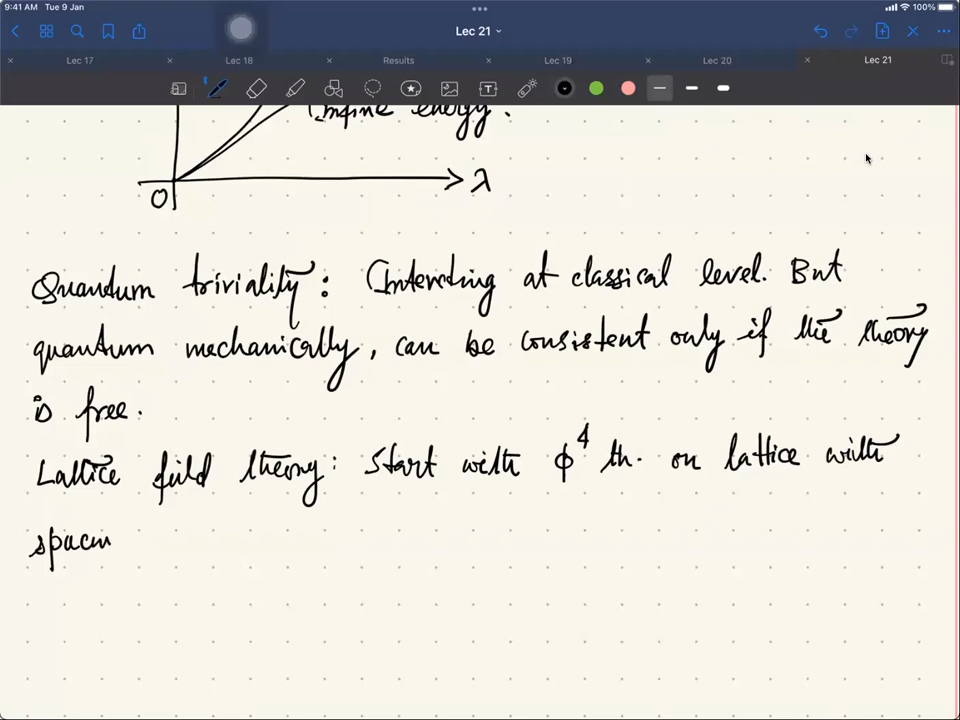 9:41 AM Tue 9 Jan
100%
Lec 21
Lec 17
Lec 18
Results
Lec 19
Lec 20
Lec 21
energy.
0
λ
Quantum triviality : Interacting at classical level. But
quantum mechanically, can be consistent only if the theory
is free.
Lattice field theory : Start with ϕ⁴ th. on lattice with
spacin